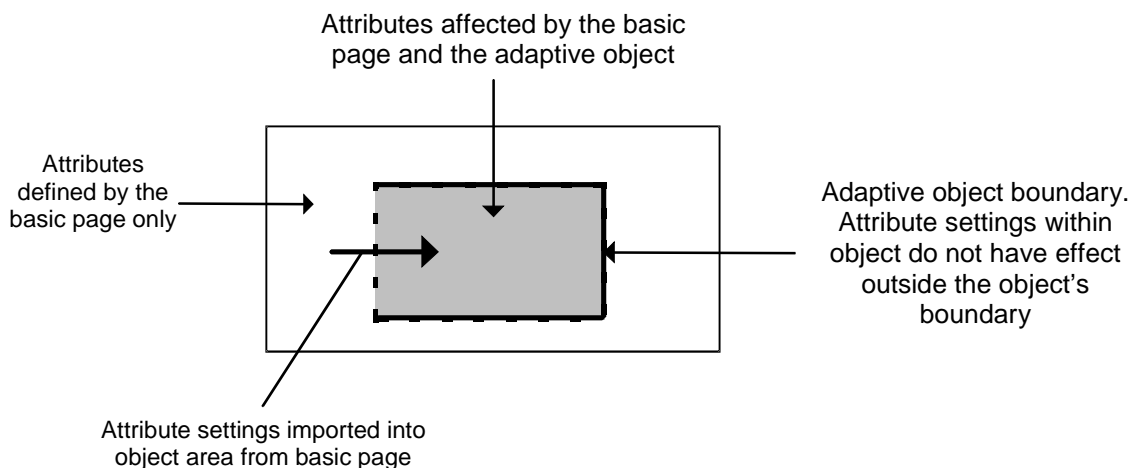 Attributes affected by the basic
page and the adaptive object
Attributes
defined by the
basic page only
Adaptive object boundary.
Attribute settings within
object do not have effect
outside the object’s
boundary
Attribute settings imported into
object area from basic page